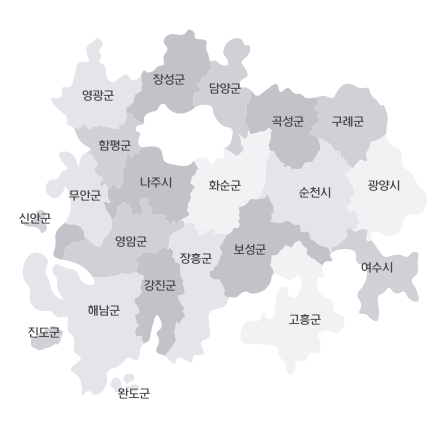 장성군
담양군
영광군
곡성군
구례군
함평군
나주시
화순군
광양시
순천시
무안군
신안군
영암군
보성군
장흥군
여수시
강진군
해남군
고흥군
진도군
완도군